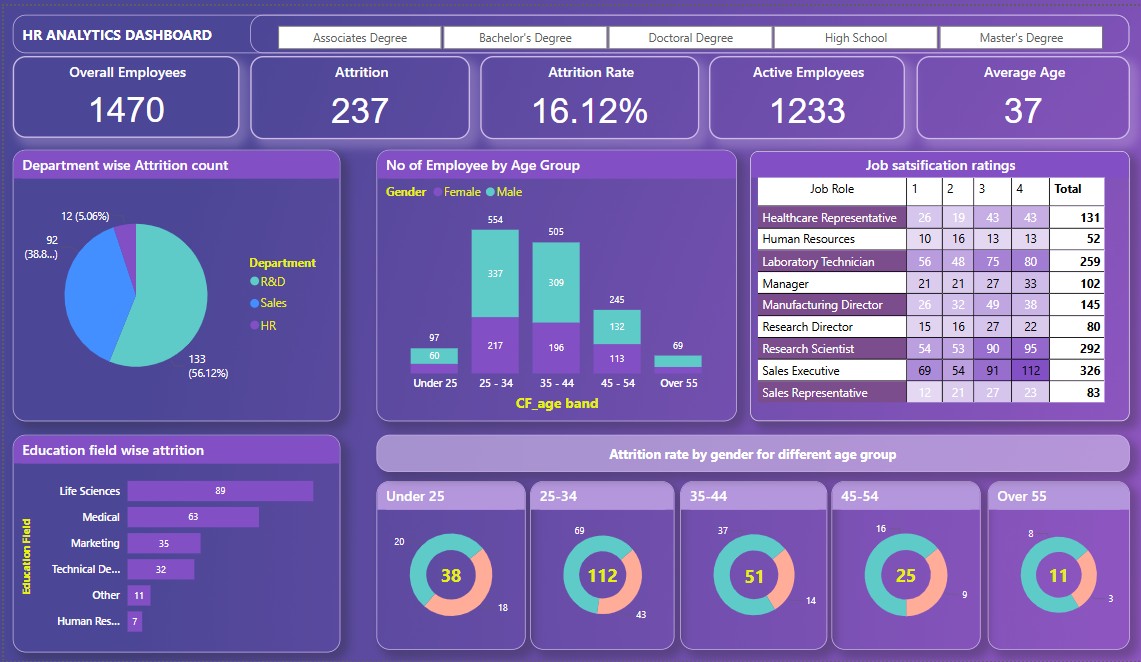 HR ANALYTICS DASHBOARD
Associates Degree
Bachelor's Degree
Doctoral Degree
High School
Master's Degree
Overall Employees
1470
Attrition
237
Attrition Rate
16.12%
Active Employees
1233
Average Age
37
Department wise Attrition count
12 (5.06%)
92
(38.8...)
133
(56.12%)
Department
R&D
Sales
HR
No of Employee by Age Group
Gender Female Male
97
60
Under 25
554
337
217
25 - 34
505
309
196
35 - 44
245
132
113
45 - 54
69
Over 55
CF_age band
Job satsification ratings
Job Role 1 2 3 4 Total
Healthcare Representative 26 19 43 43 131
Human Resources 10 16 13 13 52
Laboratory Technician 56 48 75 80 259
Manager 21 21 27 33 102
Manufacturing Director 26 32 49 38 145
Research Director 15 16 27 22 80
Research Scientist 54 53 90 95 292
Sales Executive 69 54 91 112 326
Sales Representative 12 21 27 23 83
Education field wise attrition
Education Field
Life Sciences 89
Medical 63
Marketing 35
Technical De... 32
Other 11
Human Res... 7
Attrition rate by gender for different age group
Under 25
20
38
18
25-34
69
112
43
35-44
37
51
14
45-54
16
25
9
Over 55
8
11
3